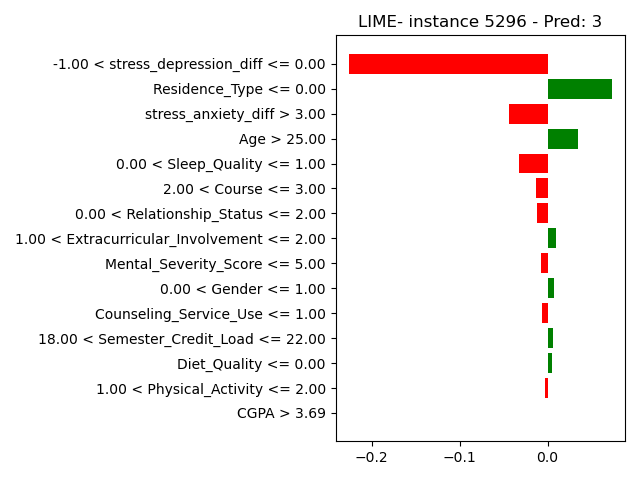 LIME- instance 5296 - Pred: 3
-1.00 < stress_depression_diff <= 0.00
Residence_Type <= 0.00
stress_anxiety_diff > 3.00
Age > 25.00
0.00 < Sleep_Quality <= 1.00
2.00 < Course <= 3.00
0.00 < Relationship_Status <= 2.00
1.00 < Extracurricular_Involvement <= 2.00
Mental_Severity_Score <= 5.00
0.00 < Gender <= 1.00
Counseling_Service_Use <= 1.00
18.00 < Semester_Credit_Load <= 22.00
Diet_Quality <= 0.00
1.00 < Physical_Activity <= 2.00
CGPA > 3.69
−0.2 −0.1 0.0